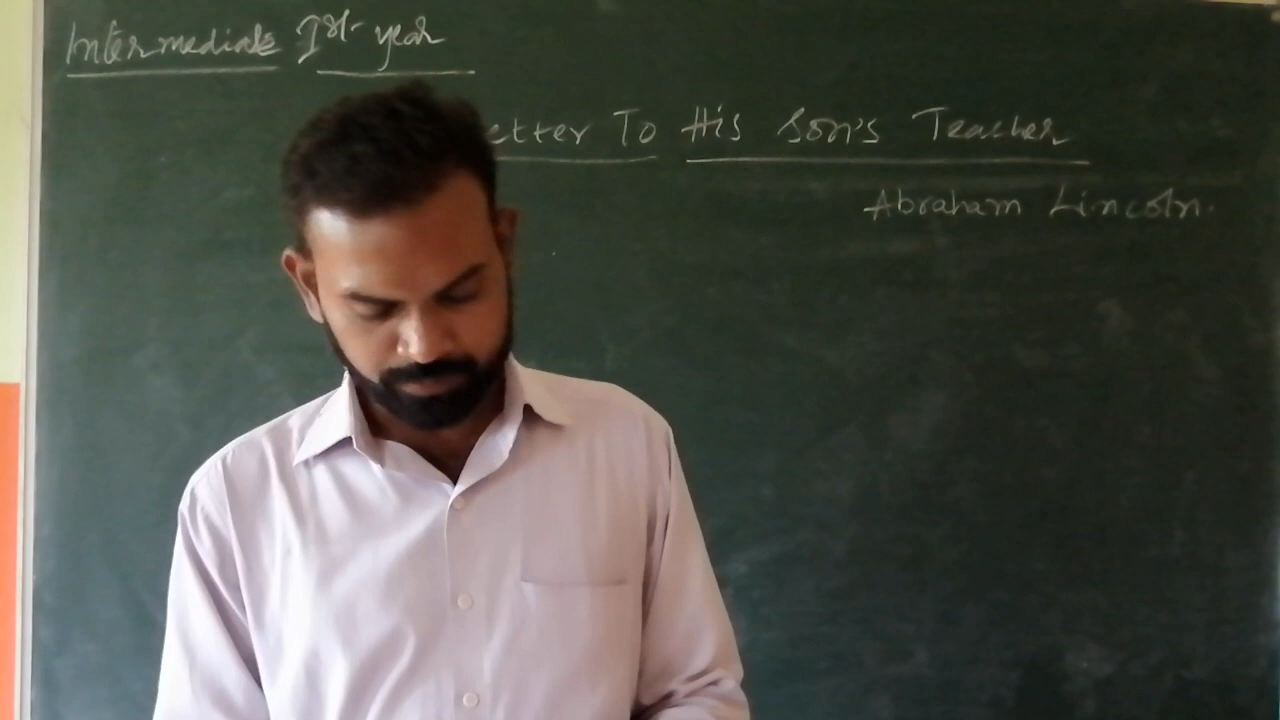 Intermediate Ist year
etter To His Son's Teacher
Abraham Lincoln.